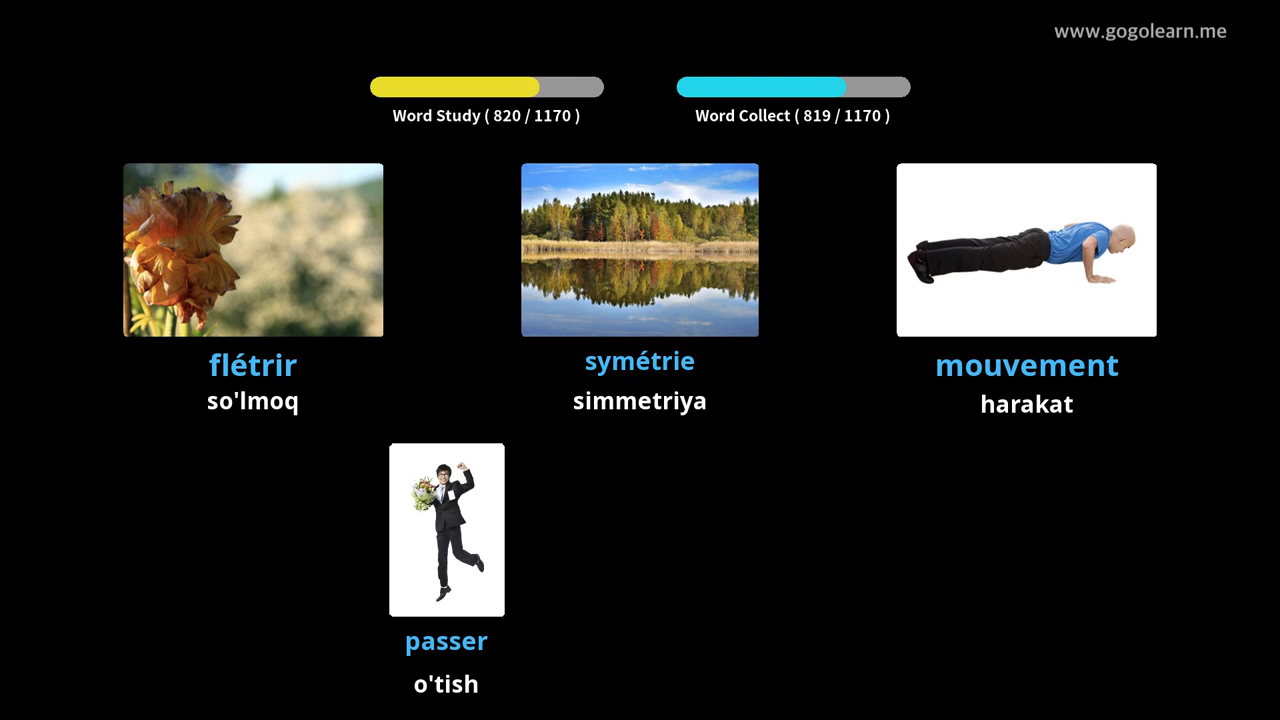 www.gogolearn.me
Word Study ( 820 / 1170 )
Word Collect ( 819 / 1170 )
flétrir
so'lmoq
symétrie
simmetriya
mouvement
harakat
passer
o'tish